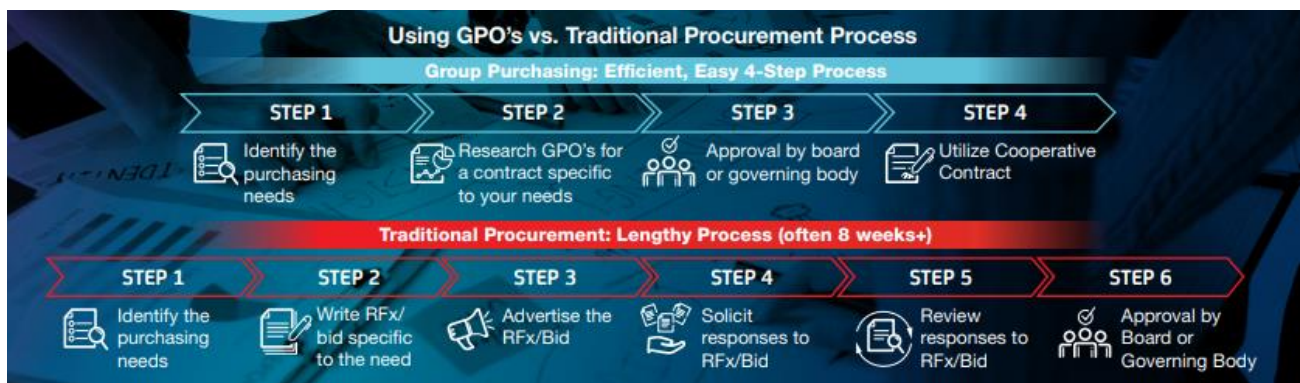 Using GPO's vs. Traditional Procurement Process
Group Purchasing: Efficient, Easy 4-Step Process
STEP 1
STEP 2
STEP 3
STEP 4
Identify the
purchasing
needs
Research GPO's for
a contract specific
to your needs
Approval by board
or governing body
Utilize Cooperative
Contract
Traditional Procurement: Lengthy Process (often 8 weeks+)
STEP 1
STEP 2
STEP 3
STEP 4
STEP 5
STEP 6
Identify the
purchasing
needs
Write RFx/
bid specific
to the need
Advertise the
RFx/Bid
Solicit
responses to
RFx/Bid
Review
responses to
RFx/Bid
Approval by
Board or
Governing Body